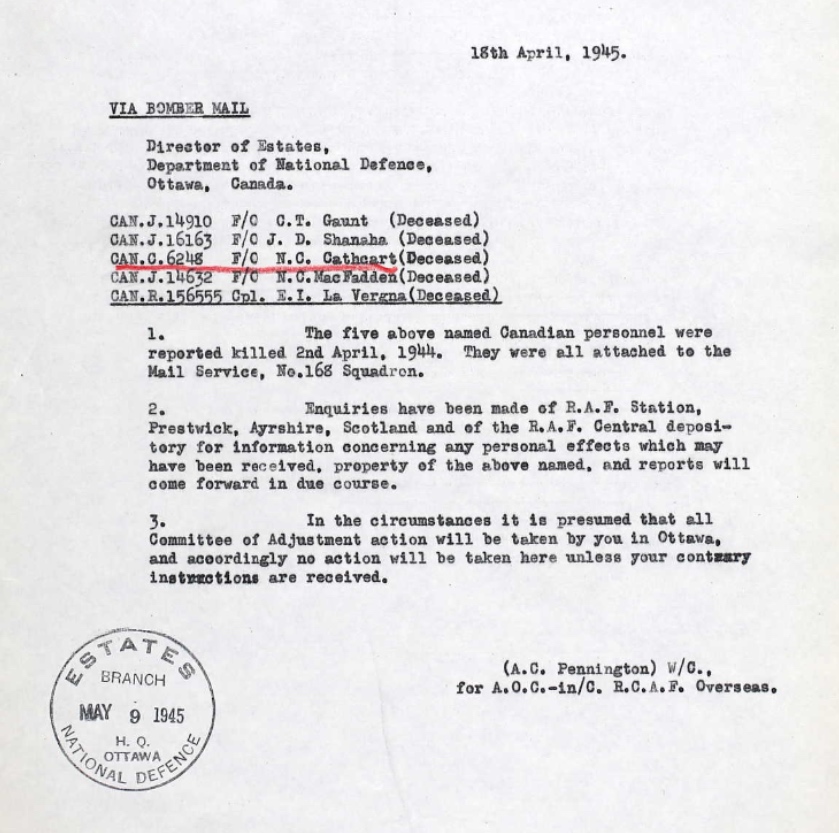 18th April, 1945.
VIA BOMBER MAIL
Director of Estates,
Department of National Defence,
Ottawa, Canada.
CAN.J.14910 F/O C.T. Gaunt (Deceased)
CAN.J.16163 F/O J. D. Shanaha (Deceased)
CAN.C.6248 F/O N.C. Cathcart(Deceased)
CAN.J.14632 F/O N.C.MacFadden(Deceased)
CAN.R.156555 Cpl. E.I. La Vergna(Deceased)
1. The five above named Canadian personnel were
reported killed 2nd April, 1944. They were all attached to the
Mail Service, No.168 Squadron.
2. Enquiries have been made of R.A.F. Station,
Prestwick, Ayrshire, Scotland and of the R.A.F. Central deposi-
tory for information concerning any personal effects which may
have been received, property of the above named, and reports will
come forward in due course.
3. In the circumstances it is presumed that all
Committee of Adjustment action will be taken by you in Ottawa,
and accordingly no action will be taken here unless your contrary
instructions are received.
(A.C. Pennington) W/C.,
for A.O.C.-in/C. R.C.A.F. Overseas.
ESTATES
BRANCH
MAY 9 1945
H. Q.
OTTAWA
NATIONAL DEFENCE